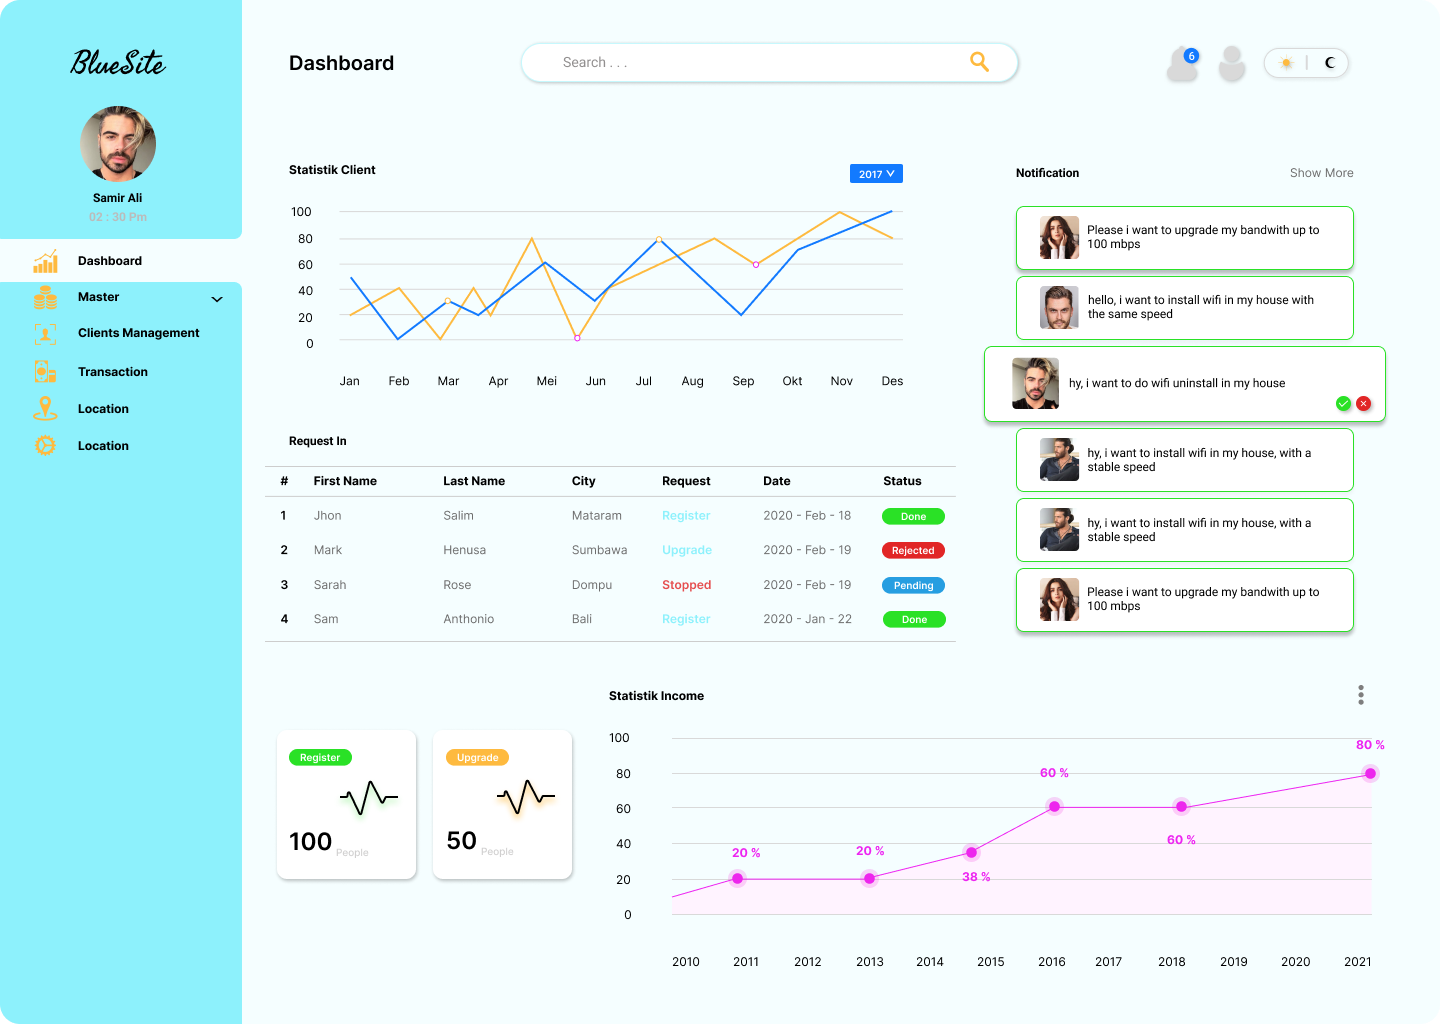 BlueSite
Samir Ali
02 : 30 Pm
Dashboard
Master
Clients Management
Transaction
Location
Location
Dashboard
Search . . .
6
Statistik Client
2017
100
80
60
40
20
0
Jan Feb Mar Apr Mei Jun Jul Aug Sep Okt Nov Des
Request In
# First Name Last Name City Request Date Status
1 Jhon Salim Mataram Register 2020 - Feb - 18 Done
2 Mark Henusa Sumbawa Upgrade 2020 - Feb - 19 Rejected
3 Sarah Rose Dompu Stopped 2020 - Feb - 19 Pending
4 Sam Anthonio Bali Register 2020 - Jan - 22 Done
Notification Show More
Please i want to upgrade my bandwith up to
100 mbps
hello, i want to install wifi in my house with
the same speed
hy, i want to do wifi uninstall in my house
hy, i want to install wifi in my house, with a
stable speed
hy, i want to install wifi in my house, with a
stable speed
Please i want to upgrade my bandwith up to
100 mbps
Register
100 People
Upgrade
50 People
Statistik Income
100
80
60
40
20
0
20 %
20 %
38 %
60 %
60 %
80 %
2010 2011 2012 2013 2014 2015 2016 2017 2018 2019 2020 2021